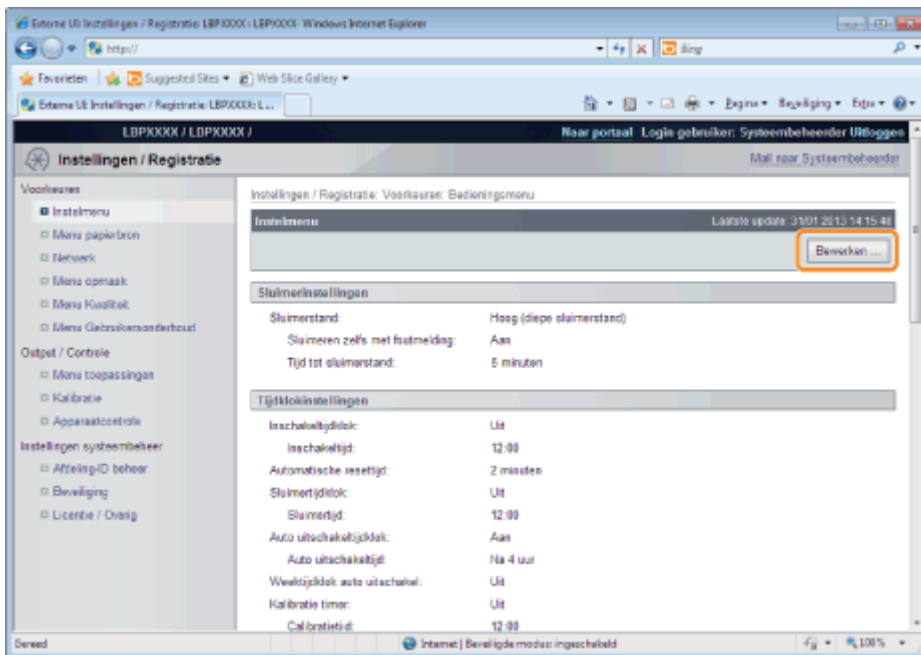 Externe UI: Instellingen / Registratie: LBPXXXX : LBPXXXX - Windows Internet Explorer
http://
Bing
Favorieten Suggested Sites Web Slice Gallery
Externe UI: Instellingen / Registratie: LBPXXXX: L...
Pagina Beveiliging Extra
LBPXXXX / LBPXXXX /
Naar portaal Login gebruiker: Systeembeheerder Uitloggen
Instellingen / Registratie
Mail naar Systeembeheerder
Voorkeuren
Instelmenu
Menu papierbron
Netwerk
Menu opmaak
Menu Kwaliteit
Menu Gebruikersonderhoud
Output / Controle
Menu toepassingen
Kalibratie
Apparaatcontrole
Instellingen systeembeheer
Afdeling-ID beheer
Beveiliging
Licentie / Overig
Instellingen / Registratie: Voorkeuren: Bedieningsmenu
Instelmenu
Laatste update: 31/01 2013 14:15:48
Bewerken ...
Sluimerinstellingen
Sluimerstand: Hoog (diepe sluimerstand)
Sluimeren zelfs met foutmelding: Aan
Tijd tot sluimerstand: 5 minuten
Tijdklokinstellingen
Inschakeltijdklok: Uit
Inschakeltijd: 12:00
Automatische resettijd: 2 minuten
Sluimertijdklok: Uit
Sluimertijd: 12:00
Auto uitschakeltijdklok: Aan
Auto uitschakeltijd: Na 4 uur
Weektijdklok auto uitschakel.: Uit
Kalibratie timer: Uit
Calibratietid: 12:00
Gereed
Internet | Beveiligde modus: ingeschakeld
100%